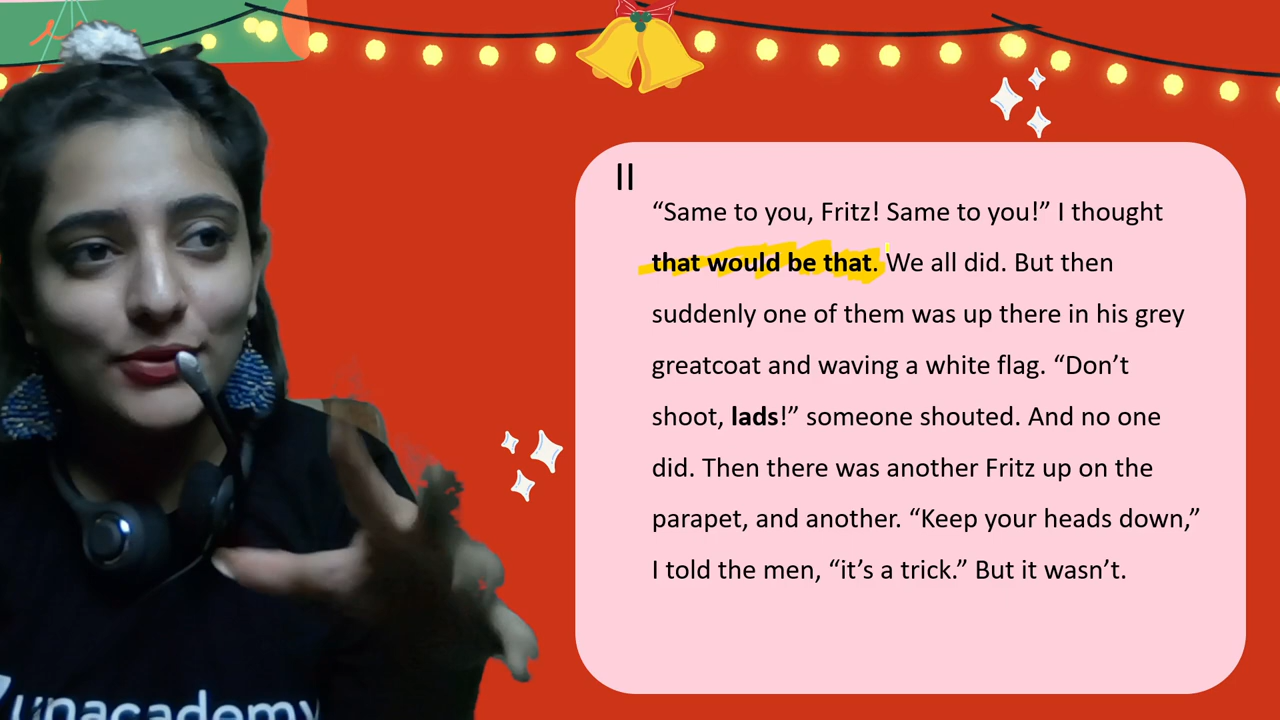 II
“Same to you, Fritz! Same to you!” I thought
that would be that. We all did. But then
suddenly one of them was up there in his grey
greatcoat and waving a white flag. “Don’t
shoot, lads!” someone shouted. And no one
did. Then there was another Fritz up on the
parapet, and another. “Keep your heads down,”
I told the men, “it’s a trick.” But it wasn’t.
unacademy